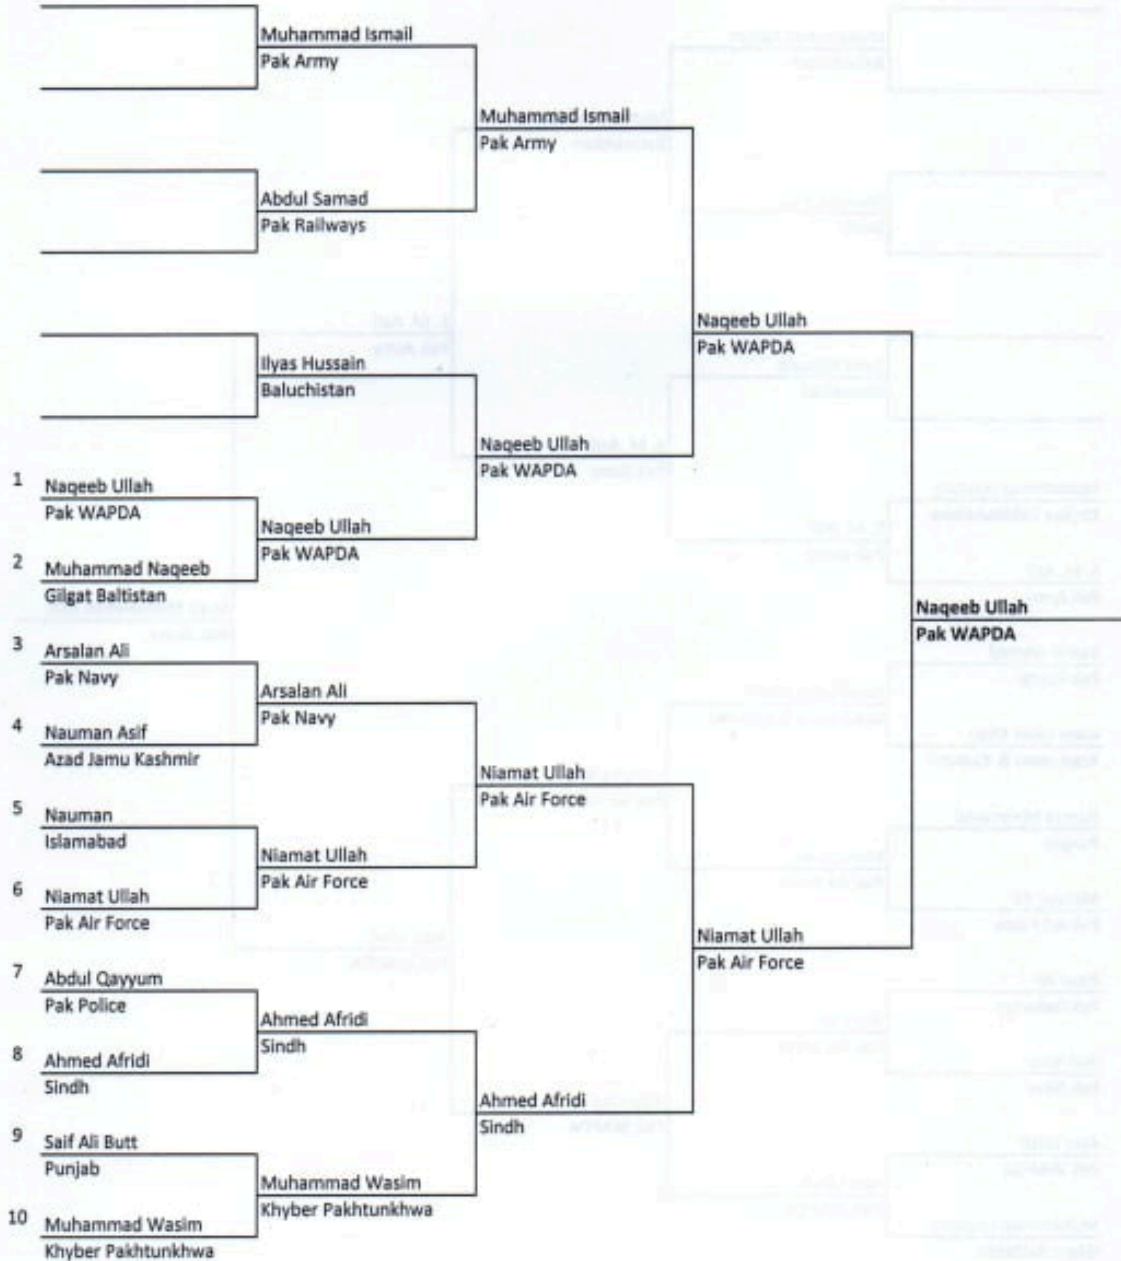 Muhammad Ismail
Pak Army
Abdul Samad
Pak Railways
Ilyas Hussain
Baluchistan
1 Naqeeb Ullah
Pak WAPDA
2 Muhammad Naqeeb
Gilgat Baltistan
Naqeeb Ullah
Pak WAPDA
3 Arsalan Ali
Pak Navy
4 Nauman Asif
Azad Jamu Kashmir
Arsalan Ali
Pak Navy
5 Nauman
Islamabad
6 Niamat Ullah
Pak Air Force
Niamat Ullah
Pak Air Force
7 Abdul Qayyum
Pak Police
8 Ahmed Afridi
Sindh
Ahmed Afridi
Sindh
9 Saif Ali Butt
Punjab
10 Muhammad Wasim
Khyber Pakhtunkhwa
Muhammad Wasim
Khyber Pakhtunkhwa
Muhammad Ismail
Pak Army
Naqeeb Ullah
Pak WAPDA
Niamat Ullah
Pak Air Force
Ahmed Afridi
Sindh
Naqeeb Ullah
Pak WAPDA
Niamat Ullah
Pak Air Force
Naqeeb Ullah
Pak WAPDA